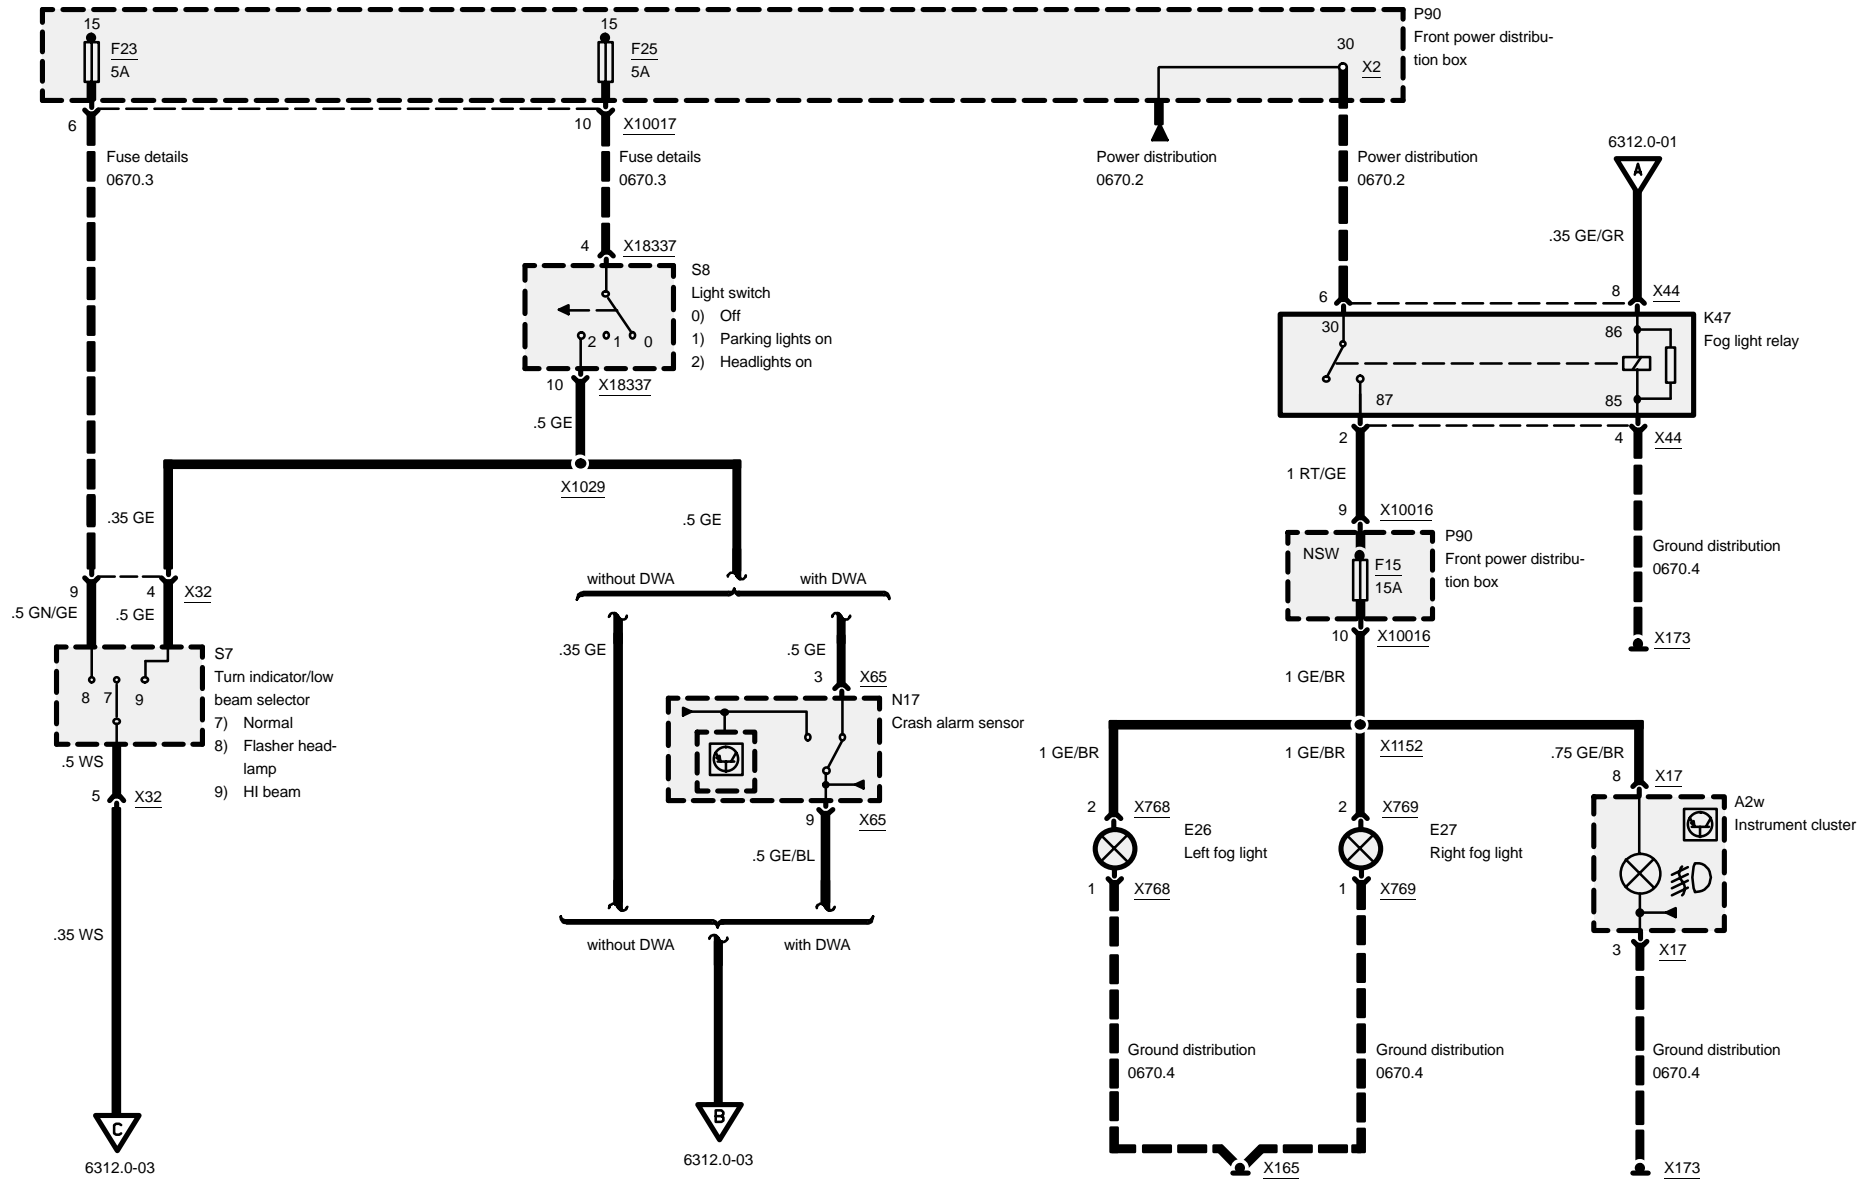 15
F23
5A
15
F25
5A
30
X2
P90
Front power distribu-
tion box
6
10
X10017
Fuse details
0670.3
Fuse details
0670.3
Power distribution
0670.2
Power distribution
0670.2
6312.0-01
A
.35 GE/GR
4
X18337
S8
Light switch
0) Off
1) Parking lights on
2) Headlights on
2
1
0
10
X18337
.5 GE
X1029
.35 GE
.5 GE
6
8
X44
K47
Fog light relay
30
86
87
85
2
4
X44
1 RT/GE
9
X10016
P90
Front power distribu-
tion box
NSW
F15
15A
10
X10016
Ground distribution
0670.4
X173
without DWA
with DWA
9
4
X32
.5 GN/GE
.5 GE
S7
Turn indicator/low
beam selector
7) Normal
8) Flasher head-
lamp
9) HI beam
8
7
9
.5 WS
5
X32
.35 WS
C
6312.0-03
.35 GE
.5 GE
3
X65
N17
Crash alarm sensor
9
X65
.5 GE/BL
without DWA
with DWA
B
6312.0-03
1 GE/BR
1 GE/BR
1 GE/BR
X1152
.75 GE/BR
8
X17
A2w
Instrument cluster
2
X768
E26
Left fog light
1
X768
2
X769
E27
Right fog light
1
X769
3
X17
Ground distribution
0670.4
Ground distribution
0670.4
Ground distribution
0670.4
X165
X173